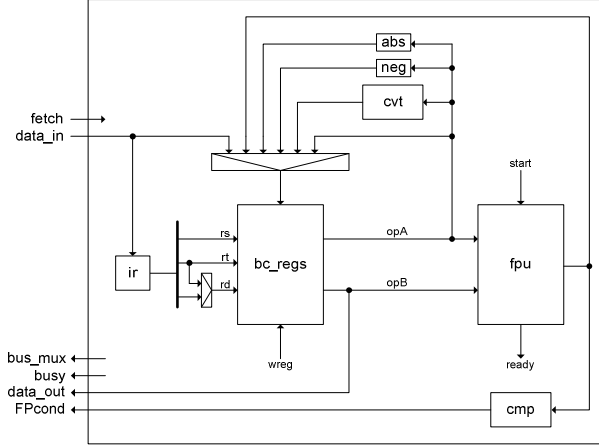 abs
neg
cvt
fetch
data_in
start
rs
opA
rt
ir
bc_regs
fpu
rd
opB
bus_mux
wreg
ready
busy
data_out
FPcond
cmp